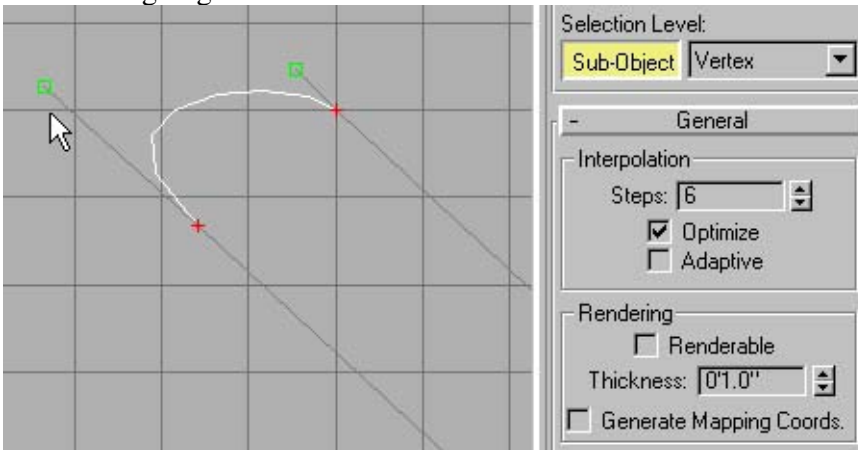 Selection Level:
Sub-Object Vertex
- General
Interpolation
Steps: 6
Optimize
Adaptive
Rendering
Renderable
Thickness: 0'1.0"
Generate Mapping Coords.